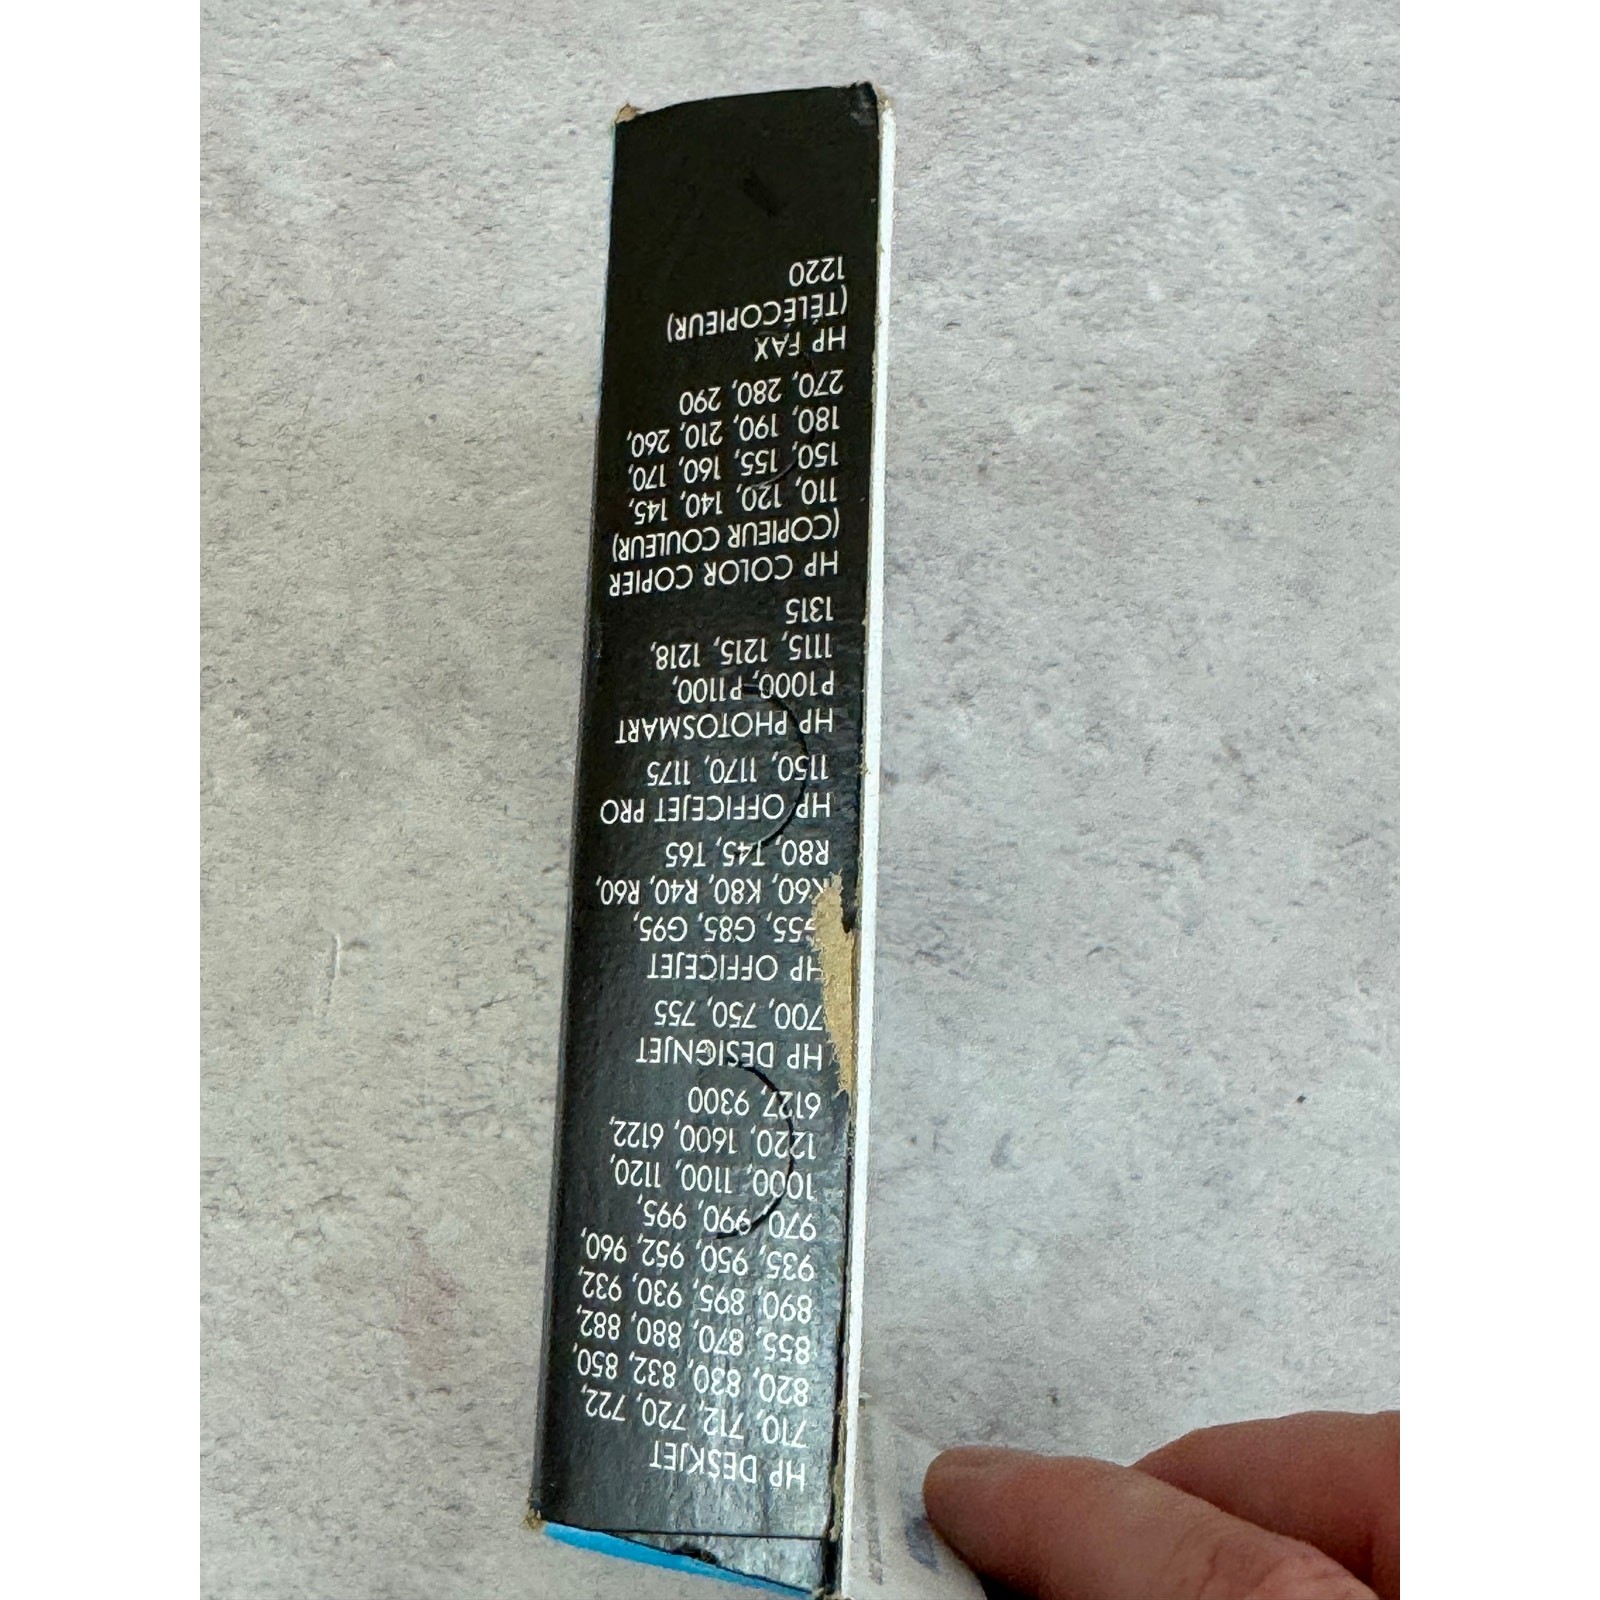 HP DESKJET
710, 712, 720, 722,
820, 830, 832, 850,
855, 870, 880, 882,
890, 895, 930, 932,
935, 950, 952, 960,
970, 990, 995,
1000, 1100, 1120,
1220, 1600, 6122,
6127, 9300
HP DESIGNJET
700, 750, 755
HP OFFICEJET
G55, G85, G95,
K60, K80, R40, R60,
R80, T45, T65
HP OFFICEJET PRO
1150, 1170, 1175
HP PHOTOSMART
P1000, P1100,
1115, 1215, 1218,
1315
HP COLOR COPIER
(COPIEUR COULEUR)
110, 120, 140, 145,
150, 155, 160, 170,
180, 190, 210, 260,
270, 280, 290
HP FAX
(TÉLÉCOPIEUR)
1220